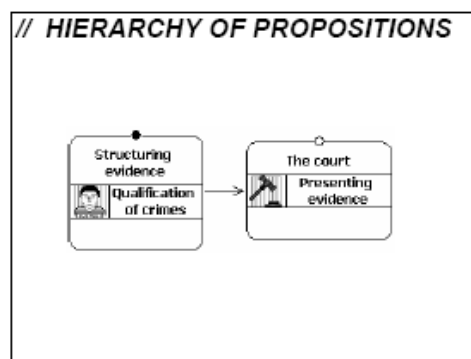 // HIERARCHY OF PROPOSITIONS
Structuring
evidence
Qualification
of crimes
The court
Presenting
evidence